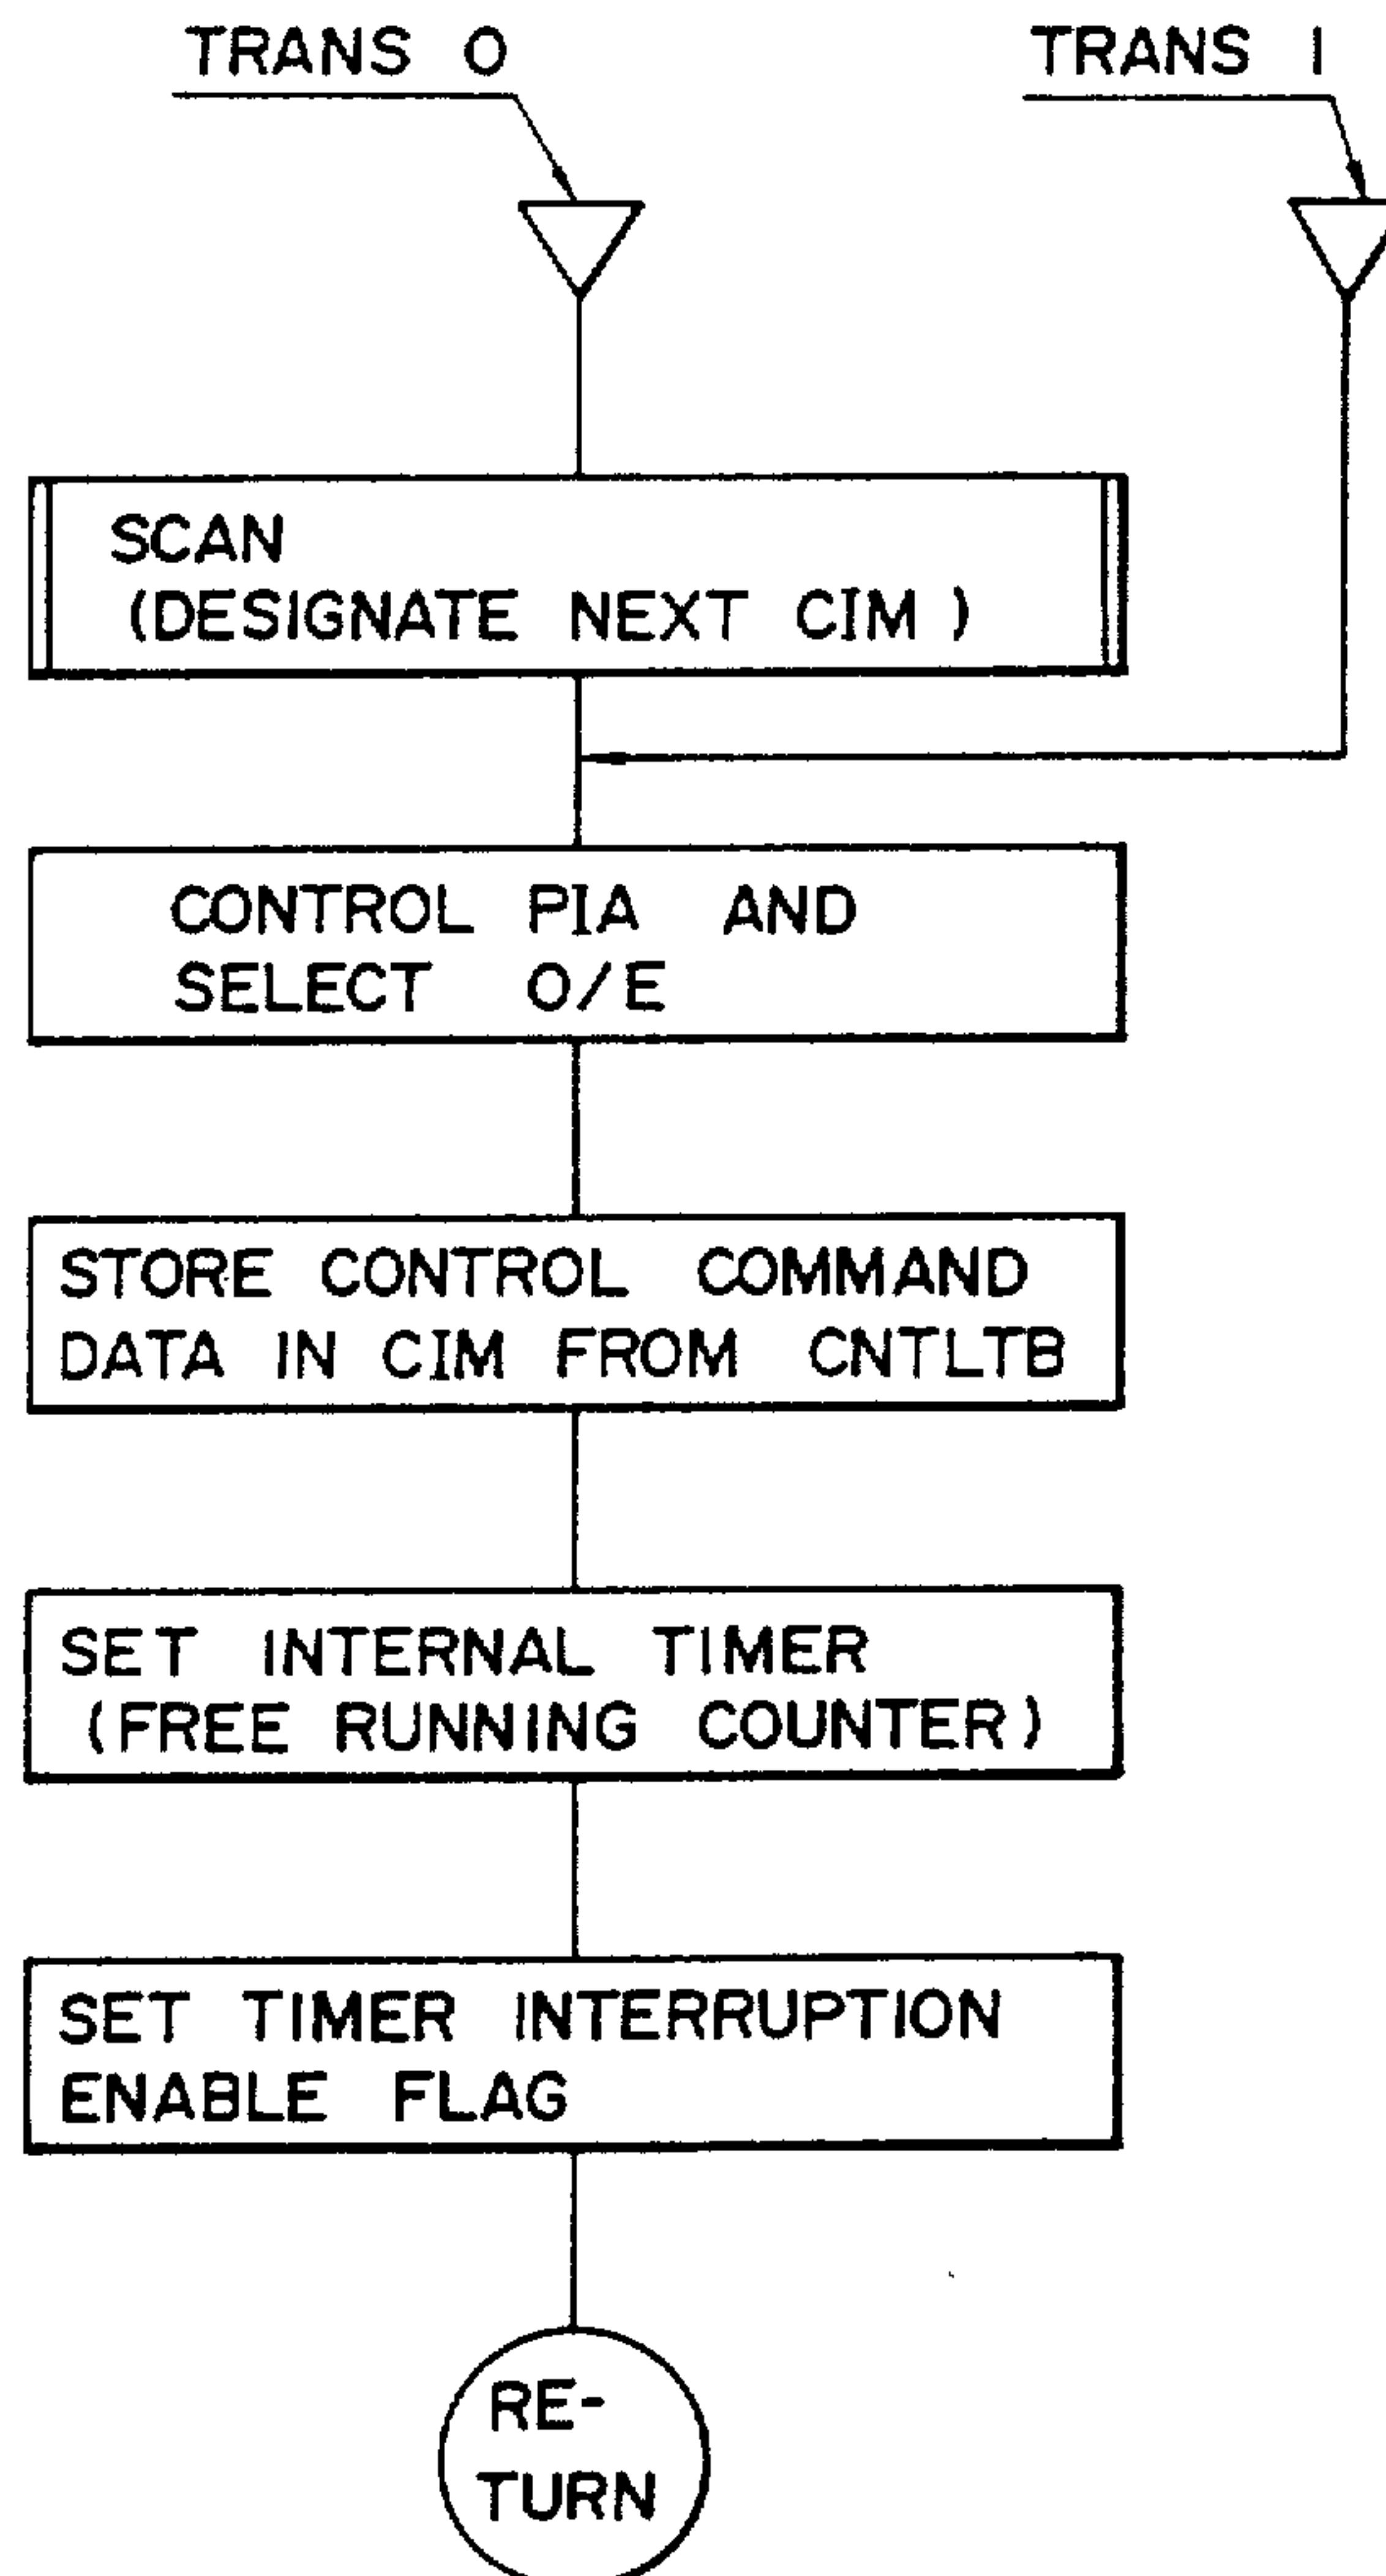 TRANS 0
TRANS 1
SCAN
(DESIGNATE NEXT CIM)
CONTROL PIA AND
SELECT O/E
STORE CONTROL COMMAND
DATA IN CIM FROM CNTLTB
SET INTERNAL TIMER
(FREE RUNNING COUNTER)
SET TIMER INTERRUPTION
ENABLE FLAG
RE-
TURN